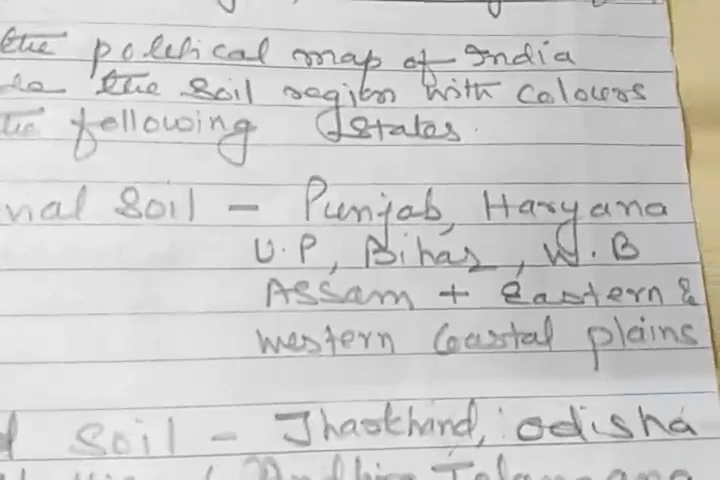 the political map of India
the soil region with colours
the following states.
nal Soil - Punjab, Haryana
U.P, Bihar, W.B
Assam + Eastern &
western Coastal plains
Soil - Jharkhand, odisha